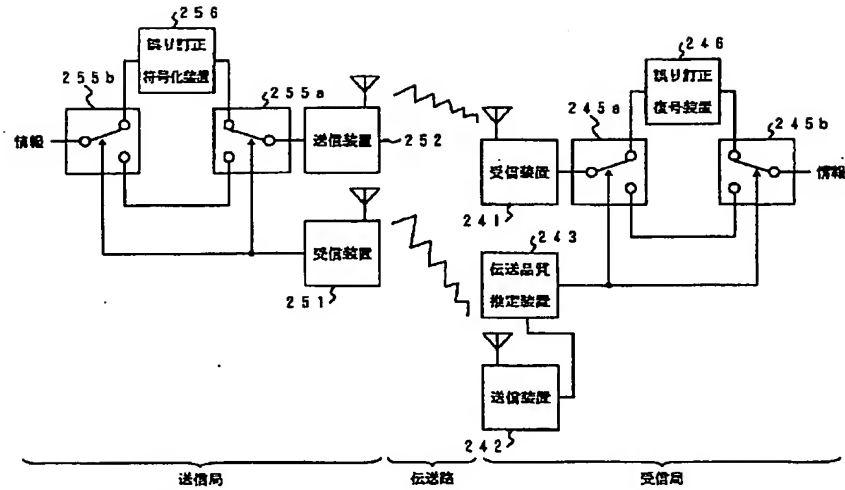 256
誤り訂正
符号化装置
255b
255a
情報
送信装置
252
受信装置
251
246
誤り訂正
復号装置
245a
245b
受信装置
情報
241
243
伝送品質
推定装置
送信装置
242
送信局
伝送路
受信局